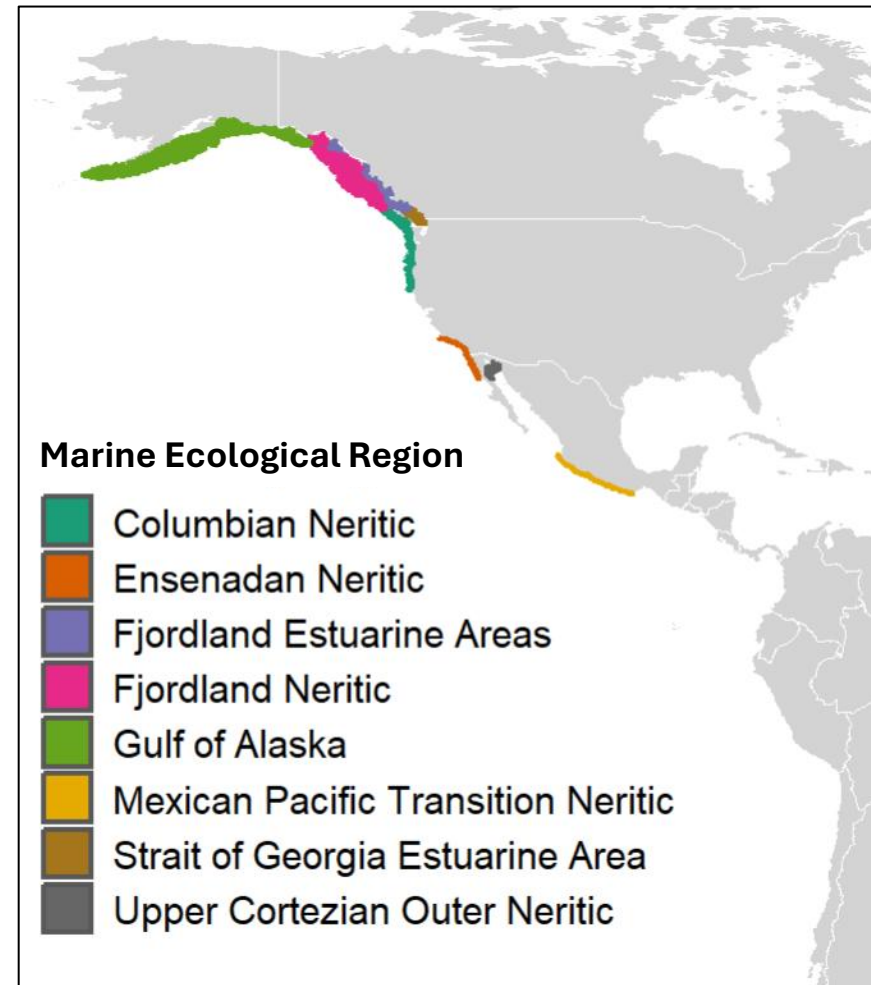 Marine Ecological Region
Columbian Neritic
Ensenadan Neritic
Fjordland Estuarine Areas
Fjordland Neritic
Gulf of Alaska
Mexican Pacific Transition Neritic
Strait of Georgia Estuarine Area
Upper Cortezian Outer Neritic